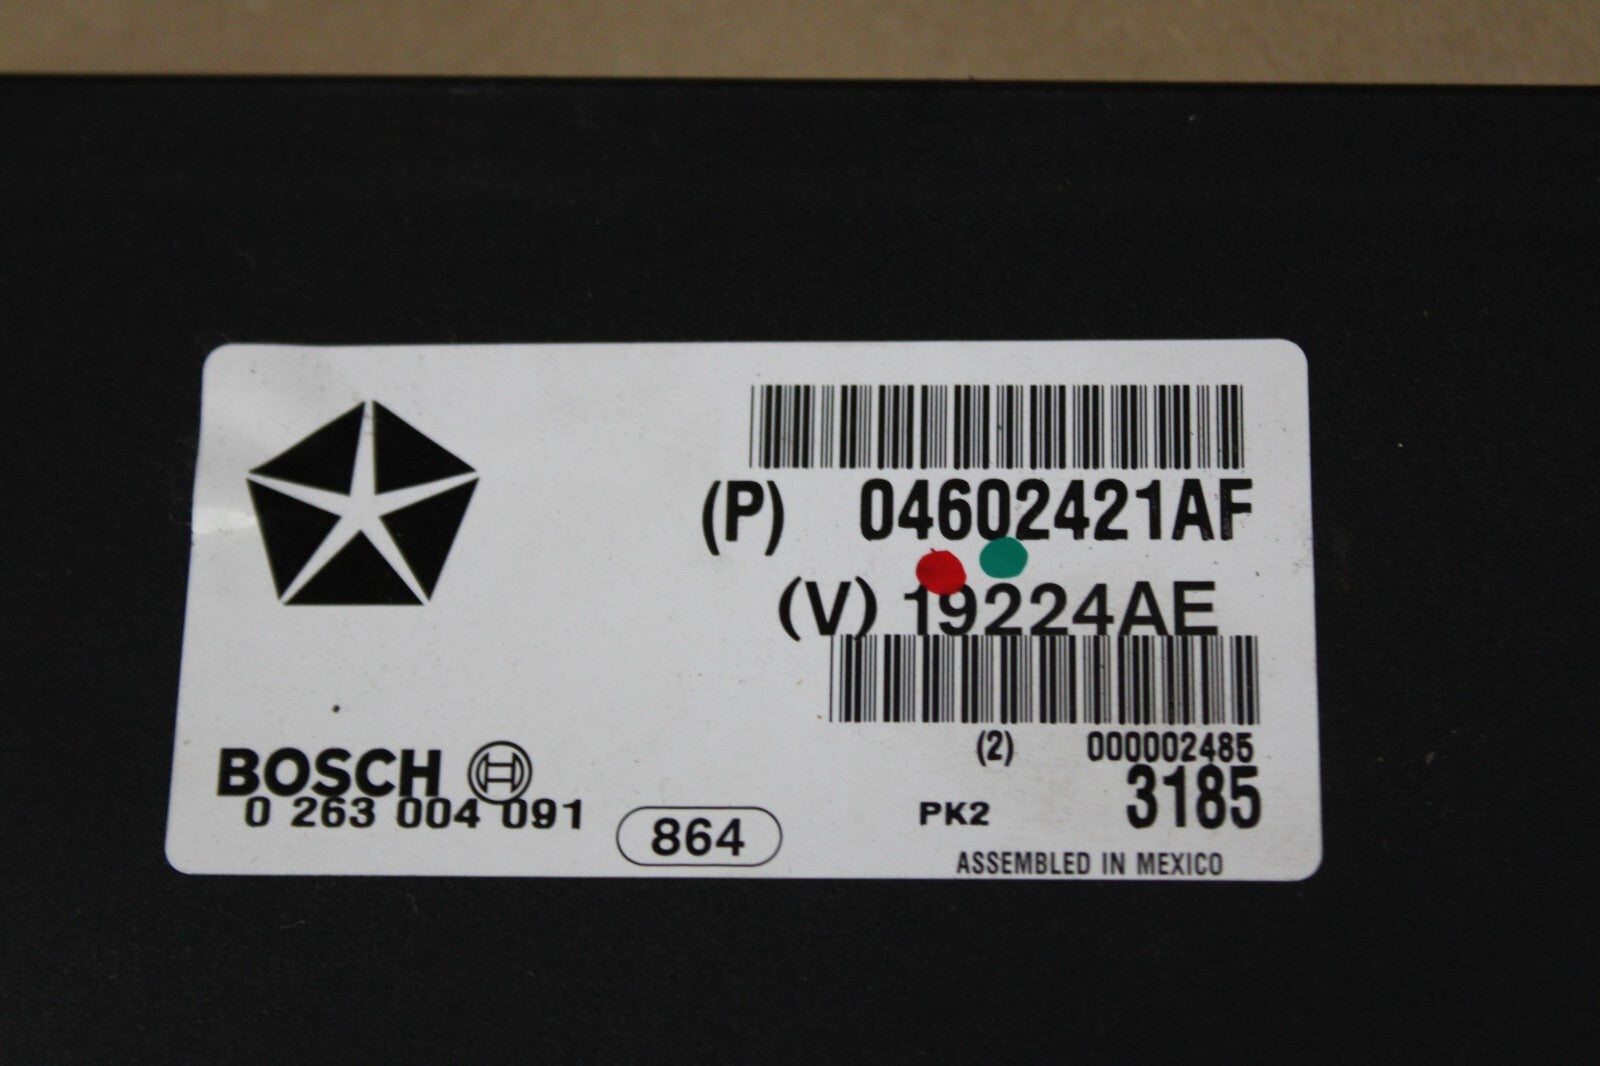 (P) 04602421AF
(V) 19224AE
(2) 000002485
BOSCH
0 263 004 091
864
PK2 3185
ASSEMBLED IN MEXICO